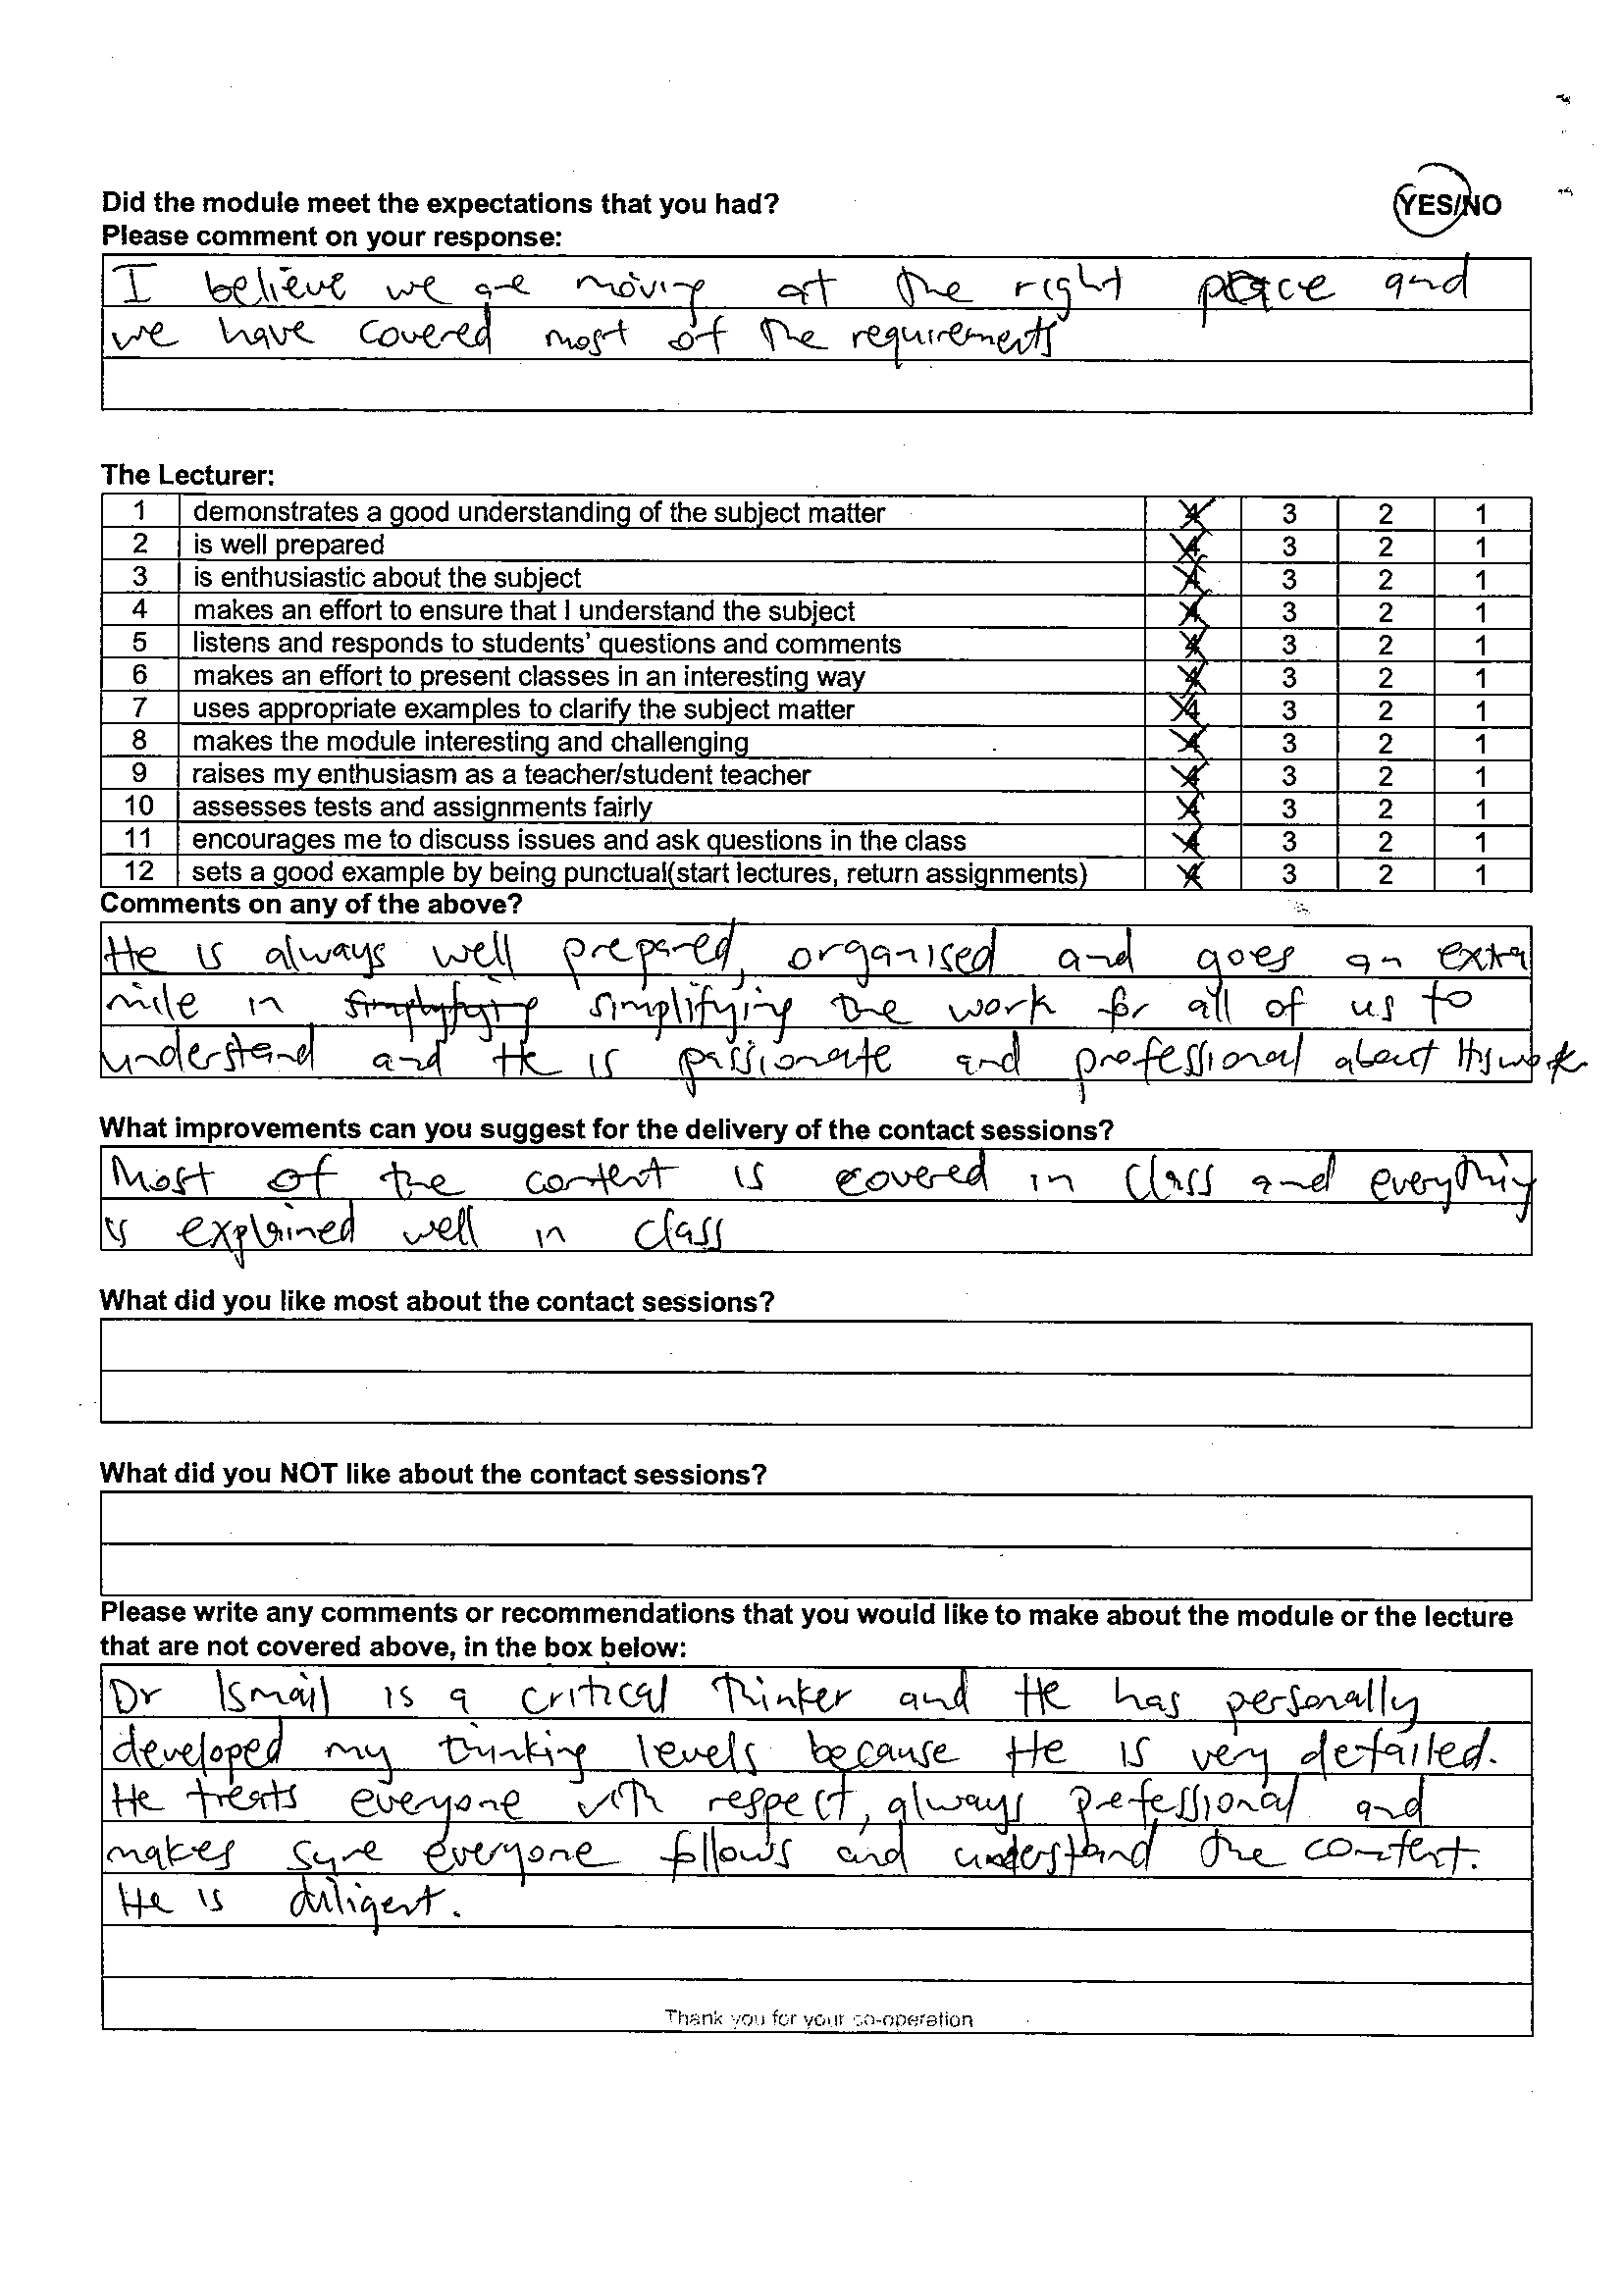 Did the module meet the expectations that you had? YES/NO
Please comment on your response:
I believe we are moving at the right pace and
we have covered most of the requirements
The Lecturer:
1 demonstrates a good understanding of the subject matter 4 3 2 1
2 is well prepared 4 3 2 1
3 is enthusiastic about the subject 4 3 2 1
4 makes an effort to ensure that I understand the subject 4 3 2 1
5 listens and responds to students' questions and comments 4 3 2 1
6 makes an effort to present classes in an interesting way 4 3 2 1
7 uses appropriate examples to clarify the subject matter 4 3 2 1
8 makes the module interesting and challenging 4 3 2 1
9 raises my enthusiasm as a teacher/student teacher 4 3 2 1
10 assesses tests and assignments fairly 4 3 2 1
11 encourages me to discuss issues and ask questions in the class 4 3 2 1
12 sets a good example by being punctual(start lectures, return assignments) 4 3 2 1
Comments on any of the above?
He is always well prepared, organised and goes an extra
mile in simplifying the work for all of us to
understand and He is passionate and professional about His work
What improvements can you suggest for the delivery of the contact sessions?
Most of the content is covered in class and everything
is explained well in class
What did you like most about the contact sessions?
What did you NOT like about the contact sessions?
Please write any comments or recommendations that you would like to make about the module or the lecture
that are not covered above, in the box below:
Dr Ismail is a critical thinker and He has personally
developed my thinking levels because He is very detailed.
He treats everyone with respect, always professional and
makes sure everyone follows and understand the content.
He is diligent.
Thank you for your co-operation